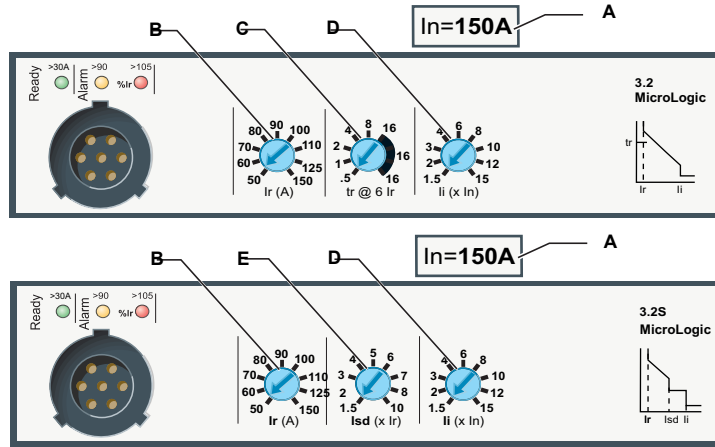 A
In=150A
B C D
Ready >30A Alarm >90 %Ir >105
50 60 70 80 90 100 110 125 150
Ir (A)
.5 1 2 4 8 16 16 16
tr @ 6 Ir
1.5 2 3 4 6 8 10 12 15
Ii (x In)
3.2
MicroLogic
tr
Ir Ii
A
In=150A
B E D
Ready >30A Alarm >90 %Ir >105
50 60 70 80 90 100 110 125 150
Ir (A)
1.5 2 3 4 5 6 7 8 10
Isd (x Ir)
1.5 2 3 4 6 8 10 12 15
Ii (x In)
3.2S
MicroLogic
Ir Isd Ii